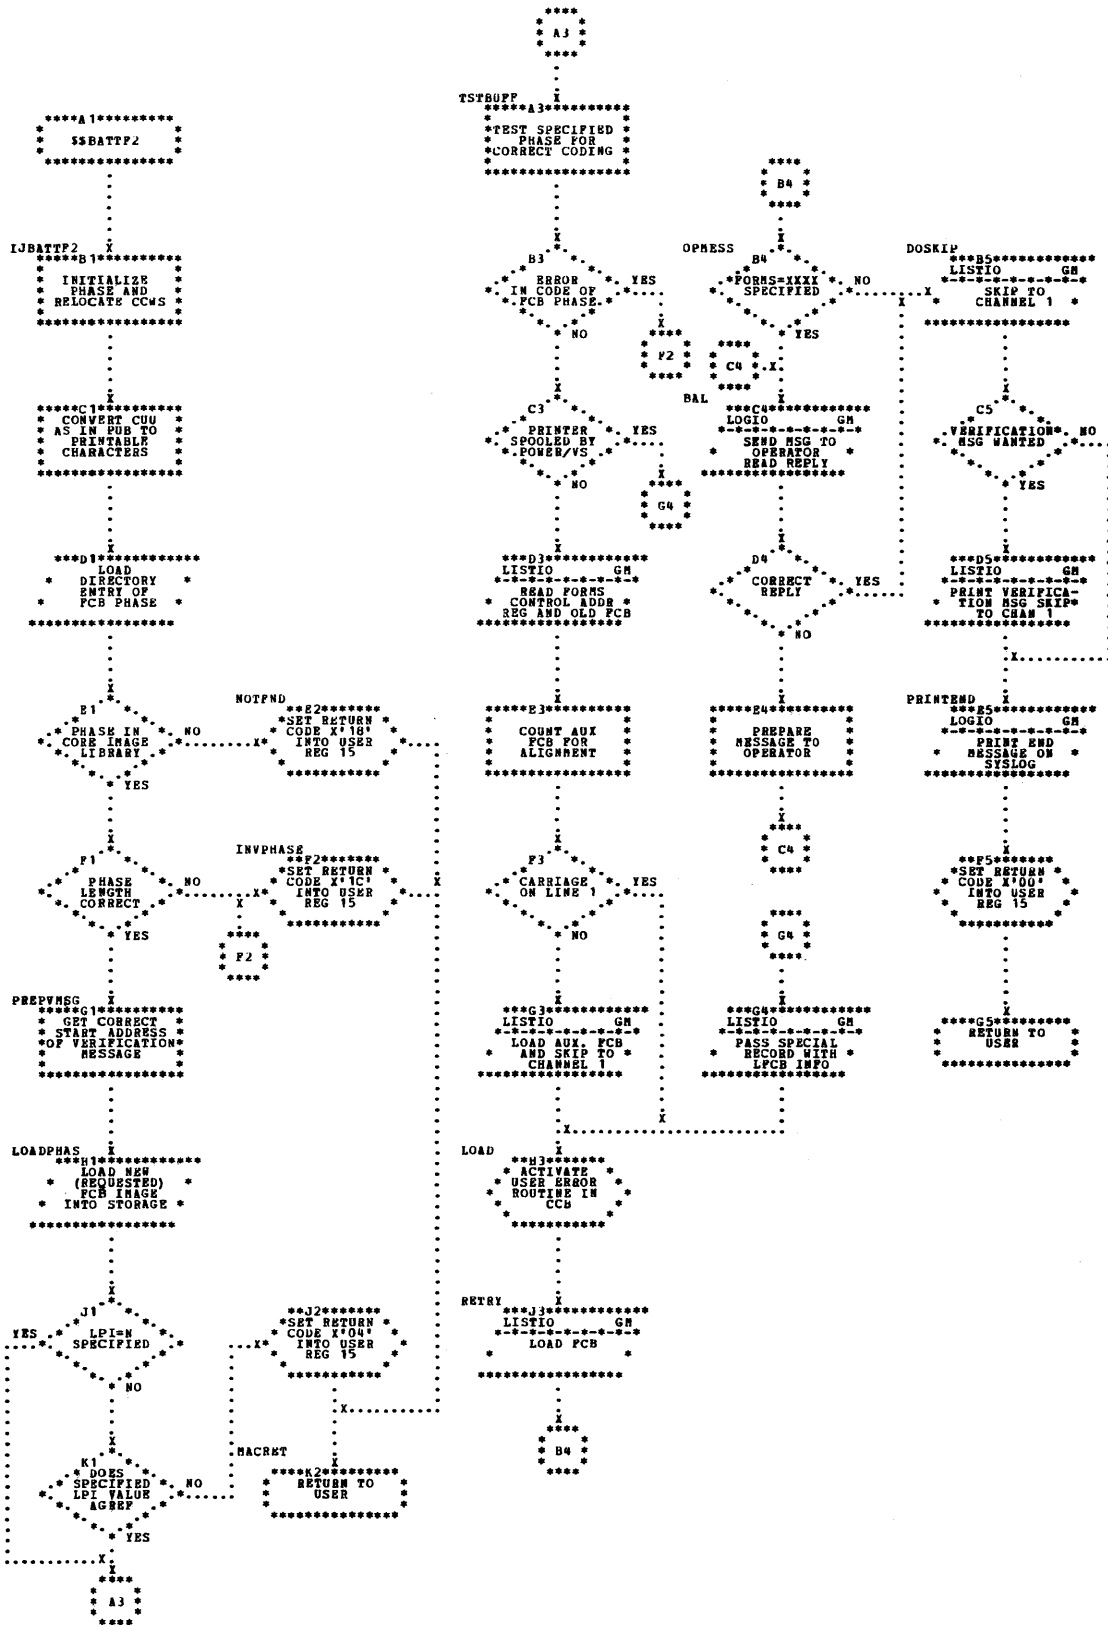 A3
TSTBUFF
A1
$$BATTF2
A3
TEST SPECIFIED
PHASE FOR
CORRECT CODING
B4
IJBATTF2
B1
INITIALIZE
PHASE AND
RELOCATE CCWS
B3
ERROR
IN CODE OF
FCB PHASE
YES
NO
F2
OPMESS
B4
FORMS=XXXX
SPECIFIED
NO
YES
DOSKIP
B5
LISTIO GM
SKIP TO
CHANNEL 1
C4
BAL
C1
CONVERT CUU
AS IN PUB TO
PRINTABLE
CHARACTERS
C3
PRINTER
SPOOLED BY
POWER/VS
YES
NO
G4
C4
LOGIO GM
SEND MSG TO
OPERATOR
READ REPLY
C5
VERIFICATION
MSG WANTED
NO
YES
D1
LOAD
DIRECTORY
ENTRY OF
FCB PHASE
D3
LISTIO GM
READ FORMS
CONTROL ADDR
REG AND OLD FCB
D4
CORRECT
REPLY
YES
NO
D5
LISTIO GM
PRINT VERIFICA-
TION MSG SKIP
TO CHAN 1
E1
PHASE IN
CORE IMAGE
LIBRARY
NO
YES
NOTFND
E2
SET RETURN
CODE X'18'
INTO USER
REG 15
E3
COUNT AUX
FCB FOR
ALIGNMENT
E4
PREPARE
MESSAGE TO
OPERATOR
PRINTEND
E5
LOGIO GM
PRINT END
MESSAGE ON
SYSLOG
C4
F1
PHASE
LENGTH
CORRECT
NO
YES
INVPHASE
F2
SET RETURN
CODE X'1C'
INTO USER
REG 15
F2
F3
CARRIAGE
ON LINE 1
YES
NO
G4
F5
SET RETURN
CODE X'00'
INTO USER
REG 15
PREPVMSG
G1
GET CORRECT
START ADDRESS
OF VERIFICATION
MESSAGE
G3
LISTIO GM
LOAD AUX. FCB
AND SKIP TO
CHANNEL 1
G4
LISTIO GM
PASS SPECIAL
RECORD WITH
LFCB INFO
G5
RETURN TO
USER
LOADPHAS
H1
LOAD NEW
(REQUESTED)
FCB IMAGE
INTO STORAGE
LOAD
H3
ACTIVATE
USER ERROR
ROUTINE IN
CCB
J1
LPI=N
SPECIFIED
YES
NO
J2
SET RETURN
CODE X'04'
INTO USER
REG 15
RETRY
J3
LISTIO GM
LOAD FCB
B4
K1
DOES
SPECIFIED
LPI VALUE
AGREE
NO
YES
MACRET
K2
RETURN TO
USER
A3